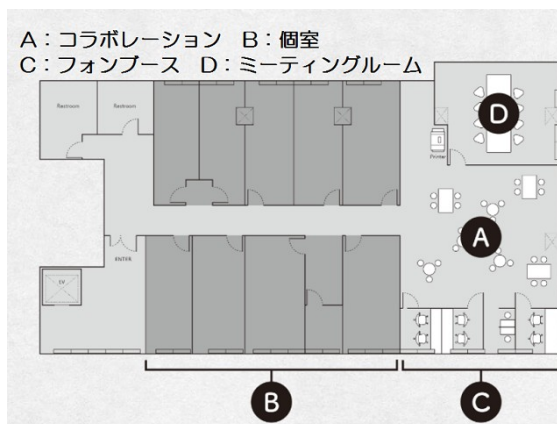 A：コラボレーション B：個室
C：フォンブース D：ミーティングルーム
Restroom Restroom
D
Printer
A
ENTER
EV
B
C